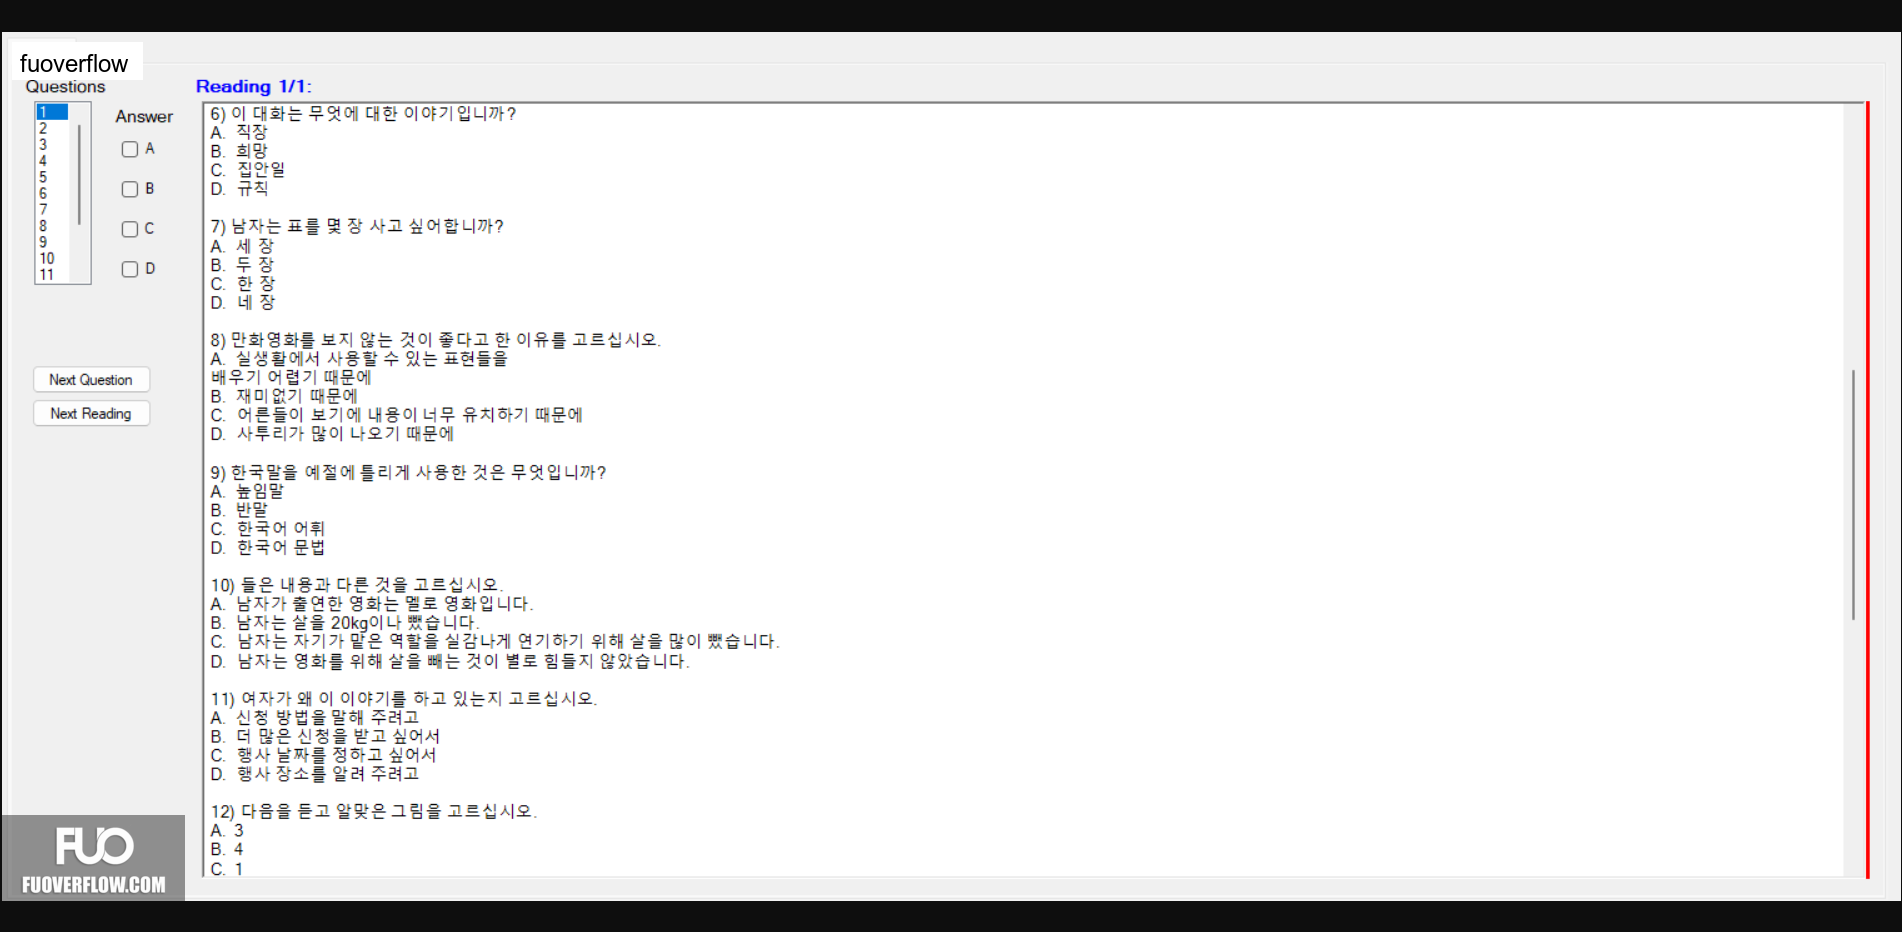 fuoverflow
Questions
Reading 1/1:
1
2
3
4
5
6
7
8
9
10
11
Answer
A
B
C
D
Next Question
Next Reading
6) 이 대화는 무엇에 대한 이야기입니까?
A. 직장
B. 희망
C. 집안일
D. 규칙
7) 남자는 표를 몇 장 사고 싶어합니까?
A. 세 장
B. 두 장
C. 한 장
D. 네 장
8) 만화영화를 보지 않는 것이 좋다고 한 이유를 고르십시오.
A. 실생활에서 사용할 수 있는 표현들을
배우기 어렵기 때문에
B. 재미없기 때문에
C. 어른들이 보기에 내용이 너무 유치하기 때문에
D. 사투리가 많이 나오기 때문에
9) 한국말을 예절에 틀리게 사용한 것은 무엇입니까?
A. 높임말
B. 반말
C. 한국어 어휘
D. 한국어 문법
10) 들은 내용과 다른 것을 고르십시오.
A. 남자가 출연한 영화는 멜로 영화입니다.
B. 남자는 살을 20kg이나 뺐습니다.
C. 남자는 자기가 맡은 역할을 실감나게 연기하기 위해 살을 많이 뺐습니다.
D. 남자는 영화를 위해 살을 빼는 것이 별로 힘들지 않았습니다.
11) 여자가 왜 이 이야기를 하고 있는지 고르십시오.
A. 신청 방법을 말해 주려고
B. 더 많은 신청을 받고 싶어서
C. 행사 날짜를 정하고 싶어서
D. 행사 장소를 알려 주려고
12) 다음을 듣고 알맞은 그림을 고르십시오.
A. 3
B. 4
C. 1
FUO
FUOVERFLOW.COM